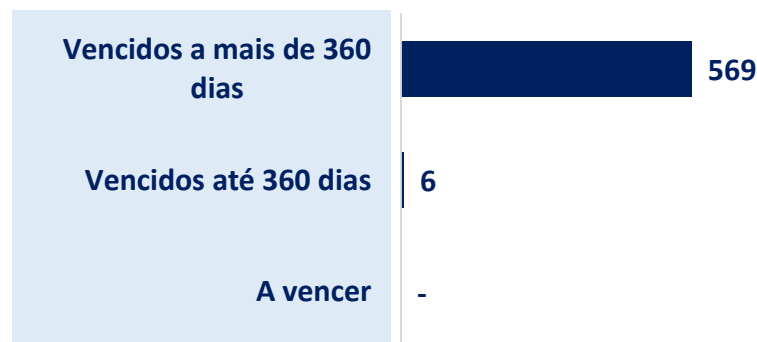 Vencidos a mais de 360
dias
569
Vencidos até 360 dias
6
A vencer
-